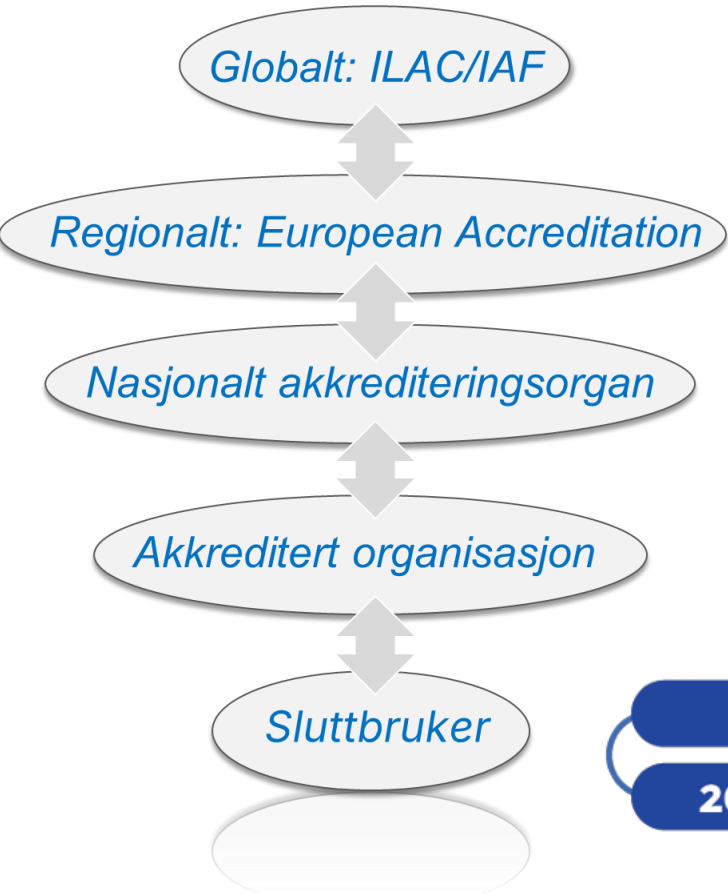 Globalt: ILAC/IAF
Regionalt: European Accreditation
Nasjonalt akkrediteringsorgan
Akkreditert organisasjon
Sluttbruker